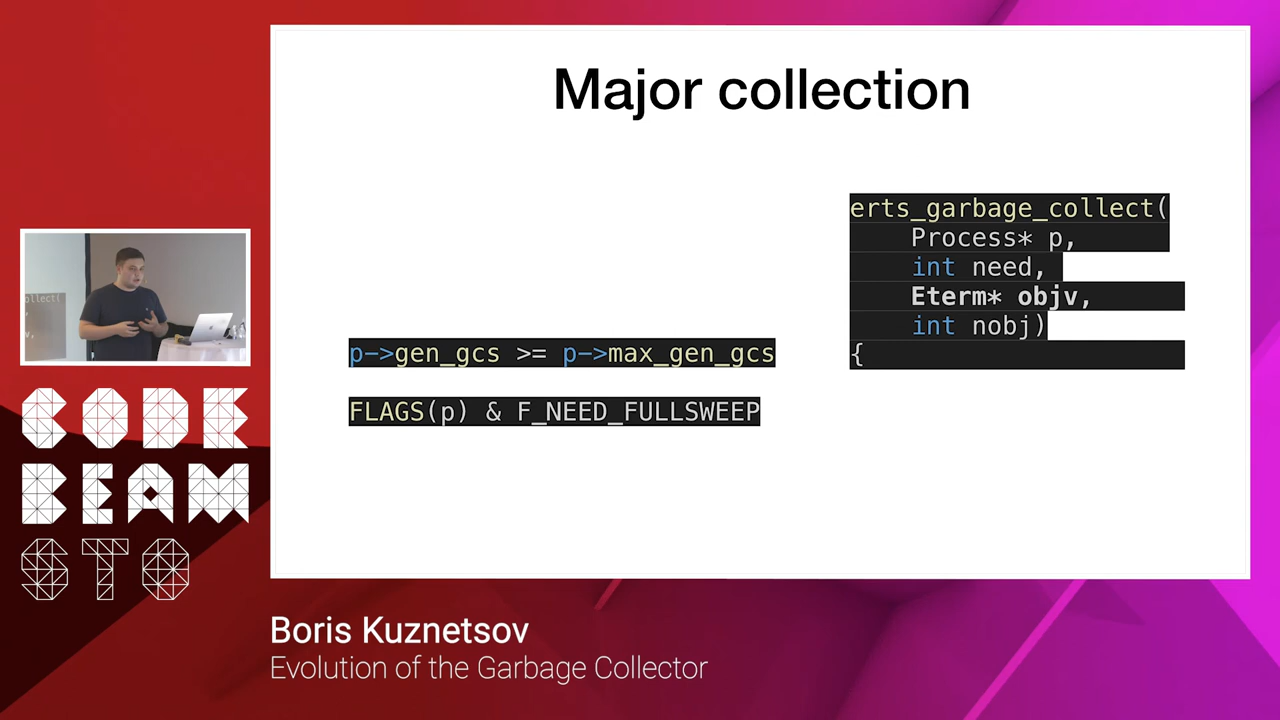 Major collection
erts_garbage_collect(
Process* p,
int need,
Eterm* objv,
int nobj)
{
p->gen_gcs >= p->max_gen_gcs
FLAGS(p) & F_NEED_FULLSWEEP
CODE
BEAM
STO
Boris Kuznetsov
Evolution of the Garbage Collector